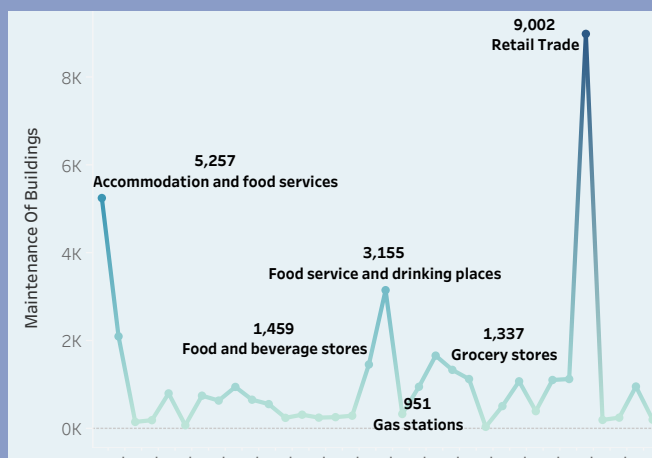 9,002
Retail Trade
8K
6K
5,257
Accommodation and food services
4K
3,155
Food service and drinking places
2K
1,459
Food and beverage stores
1,337
Grocery stores
951
Gas stations
0K
Maintenance Of Buildings